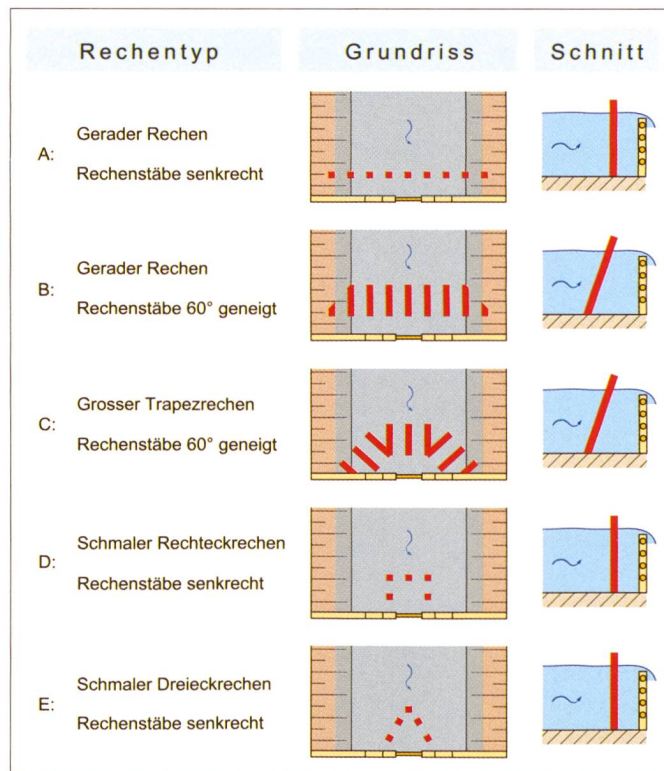 Rechentyp Grundriss Schnitt
A: Gerader Rechen
Rechenstäbe senkrecht
B: Gerader Rechen
Rechenstäbe 60° geneigt
C: Grosser Trapezrechen
Rechenstäbe 60° geneigt
D: Schmaler Rechteckrechen
Rechenstäbe senkrecht
E: Schmaler Dreieckrechen
Rechenstäbe senkrecht